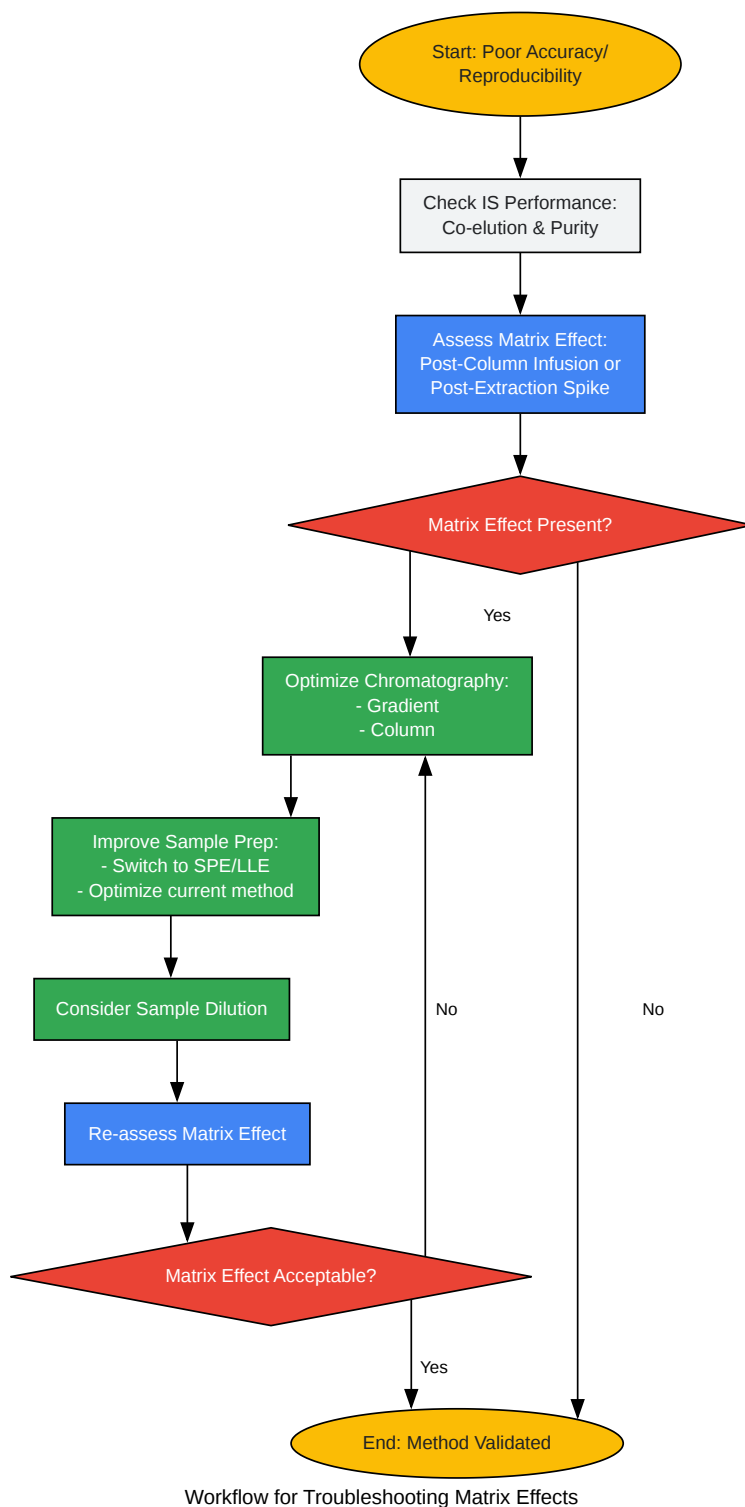 Start: Poor Accuracy/
Reproducibility
Check IS Performance:
Co-elution & Purity
Assess Matrix Effect:
Post-Column Infusion or
Post-Extraction Spike
Matrix Effect Present?
Yes
Optimize Chromatography:
- Gradient
- Column
Improve Sample Prep:
- Switch to SPE/LLE
- Optimize current method
Consider Sample Dilution
No
No
Re-assess Matrix Effect
Matrix Effect Acceptable?
Yes
End: Method Validated
Workflow for Troubleshooting Matrix Effects